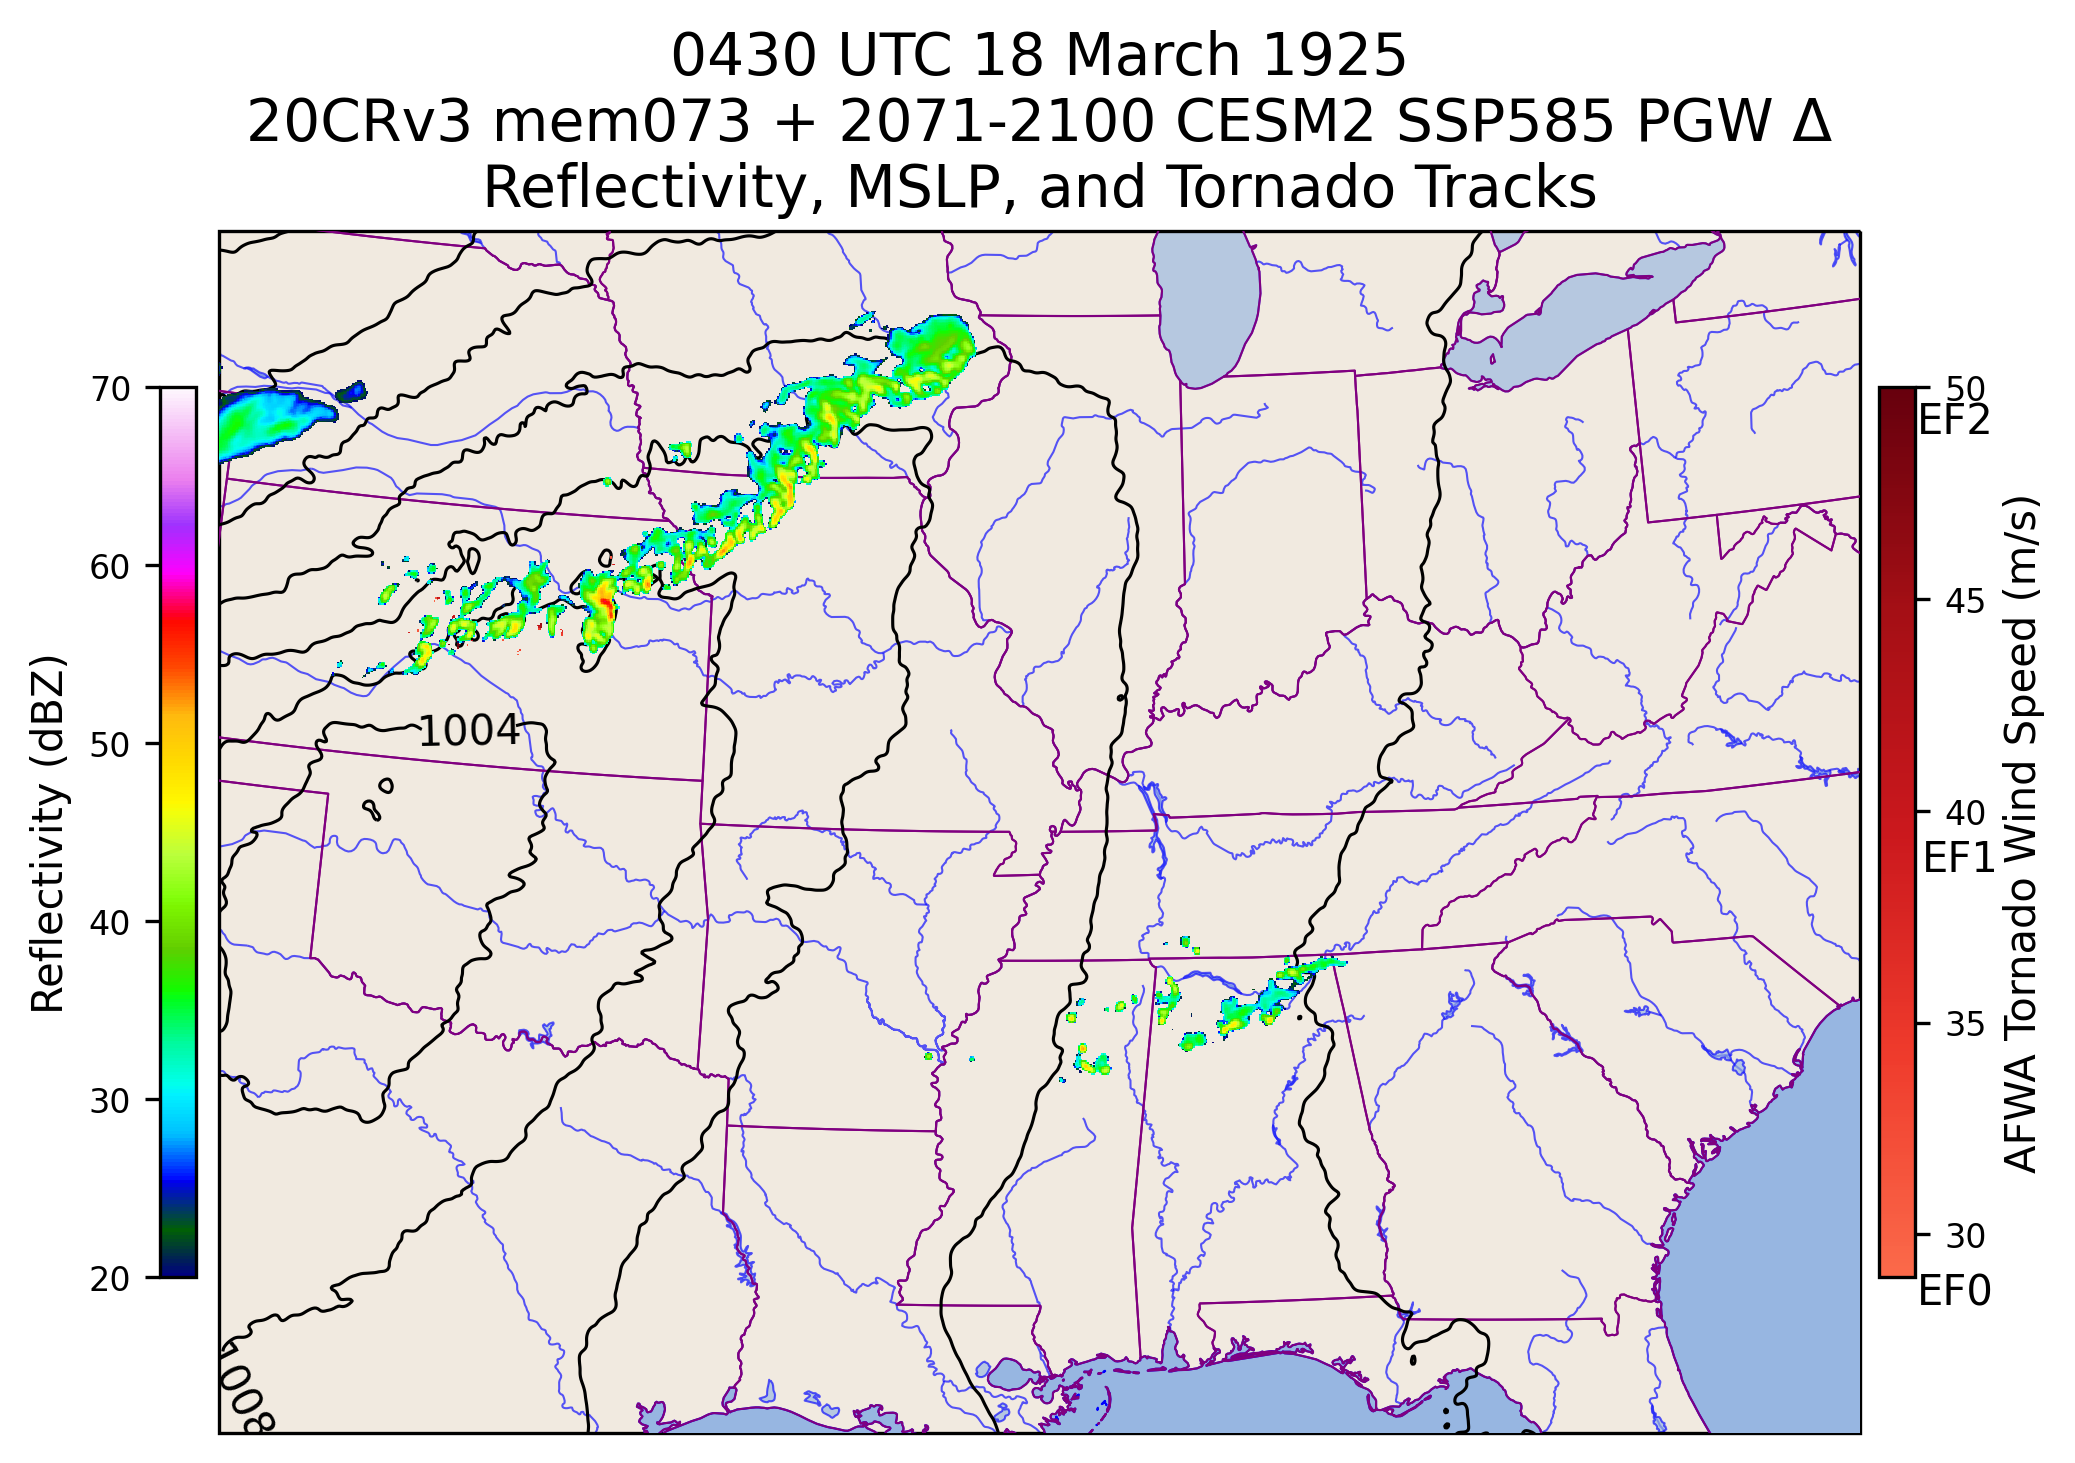 0430 UTC 18 March 1925
20CRv3 mem073 + 2071-2100 CESM2 SSP585 PGW Δ
Reflectivity, MSLP, and Tornado Tracks
Reflectivity (dBZ)
70
60
50
40
30
20
1004
1008
50
EF2
45
40
EF1
35
30
EF0
AFWA Tornado Wind Speed (m/s)